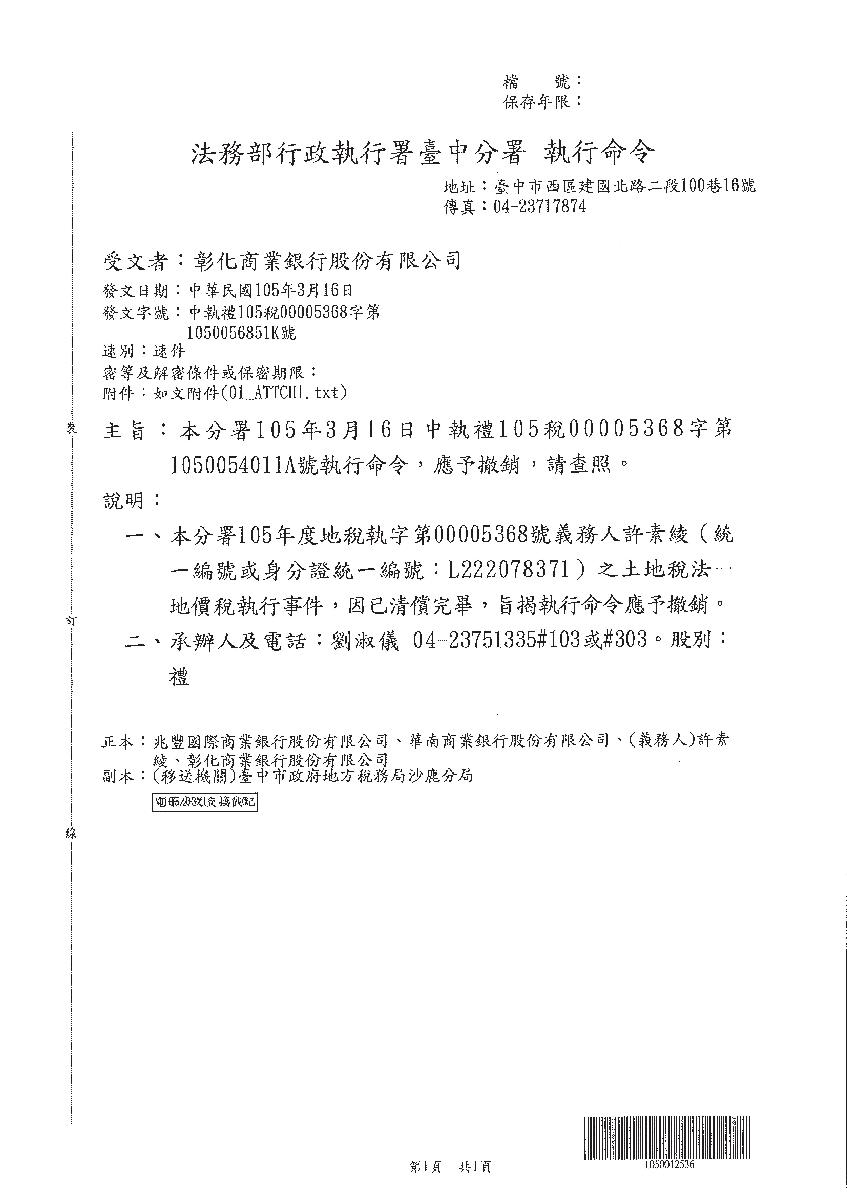 檔　　號：
保存年限：
法務部行政執行署臺中分署 執行命令
地址：臺中市西區建國北路二段100巷16號
傳真：04-23717874
受文者：彰化商業銀行股份有限公司
發文日期：中華民國105年3月16日
發文字號：中執禮105稅00005368字第
1050056851K號
速別：速件
密等及解密條件或保密期限：
附件：如文附件(01_ATTCH1.txt)
主旨：本分署105年3月16日中執禮105稅00005368字第
1050054011A號執行命令，應予撤銷，請查照。
說明：
一、本分署105年度地稅執字第00005368號義務人許素綾（統
一編號或身分證統一編號：L222078371）之土地稅法－
地價稅執行事件，因已清償完畢，旨揭執行命令應予撤銷。
二、承辦人及電話：劉淑儀 04-23751335#103或#303。股別：
禮
正本：兆豐國際商業銀行股份有限公司、華南商業銀行股份有限公司、(義務人)許素
綾、彰化商業銀行股份有限公司
副本：(移送機關)臺中市政府地方稅務局沙鹿分局
裝
訂
線
1050012536
第1頁　共1頁